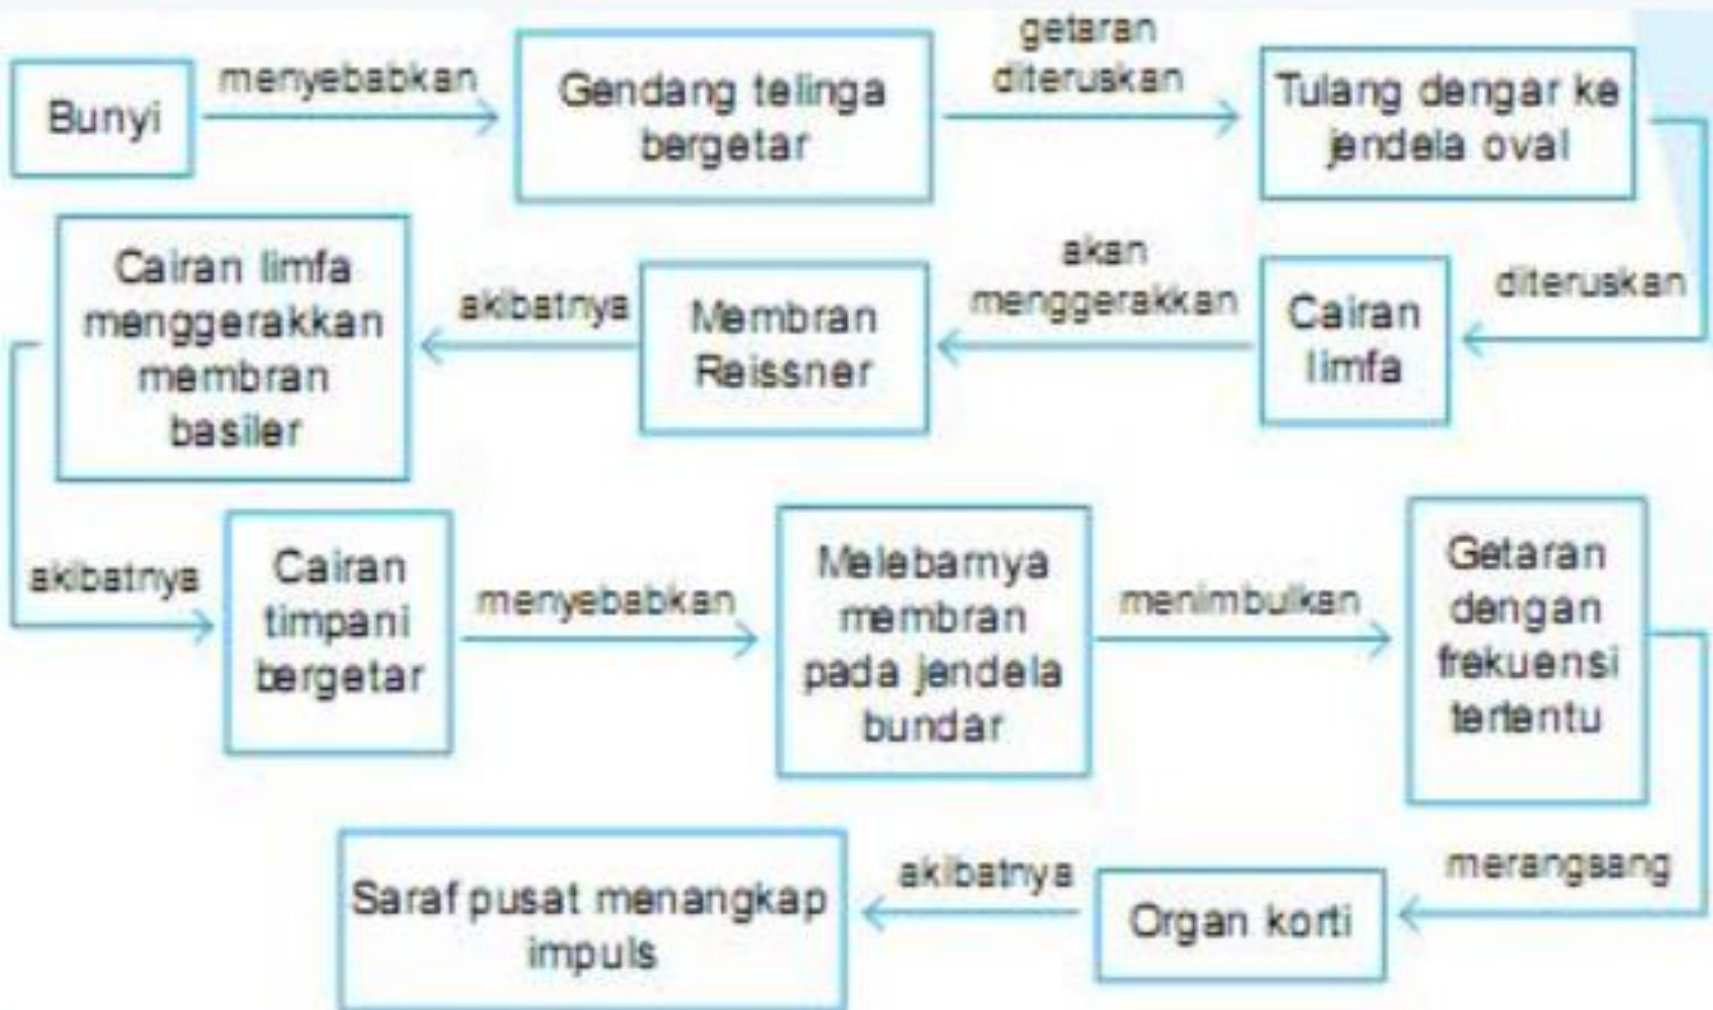 Bunyi
menyebabkan
Gendang telinga
bergetar
getaran
diteruskan
Tulang dengar ke
jendela oval
diteruskan
Cairan
limfa
akan
menggerakkan
Membran
Reissner
akibatnya
Cairan limfa
menggerakkan
membran
basiler
akibatnya
Cairan
timpani
bergetar
menyebabkan
Melebarnya
membran
pada jendela
bundar
menimbulkan
Getaran
dengan
frekuensi
tertentu
merangsang
Organ korti
akibatnya
Saraf pusat menangkap
impuls